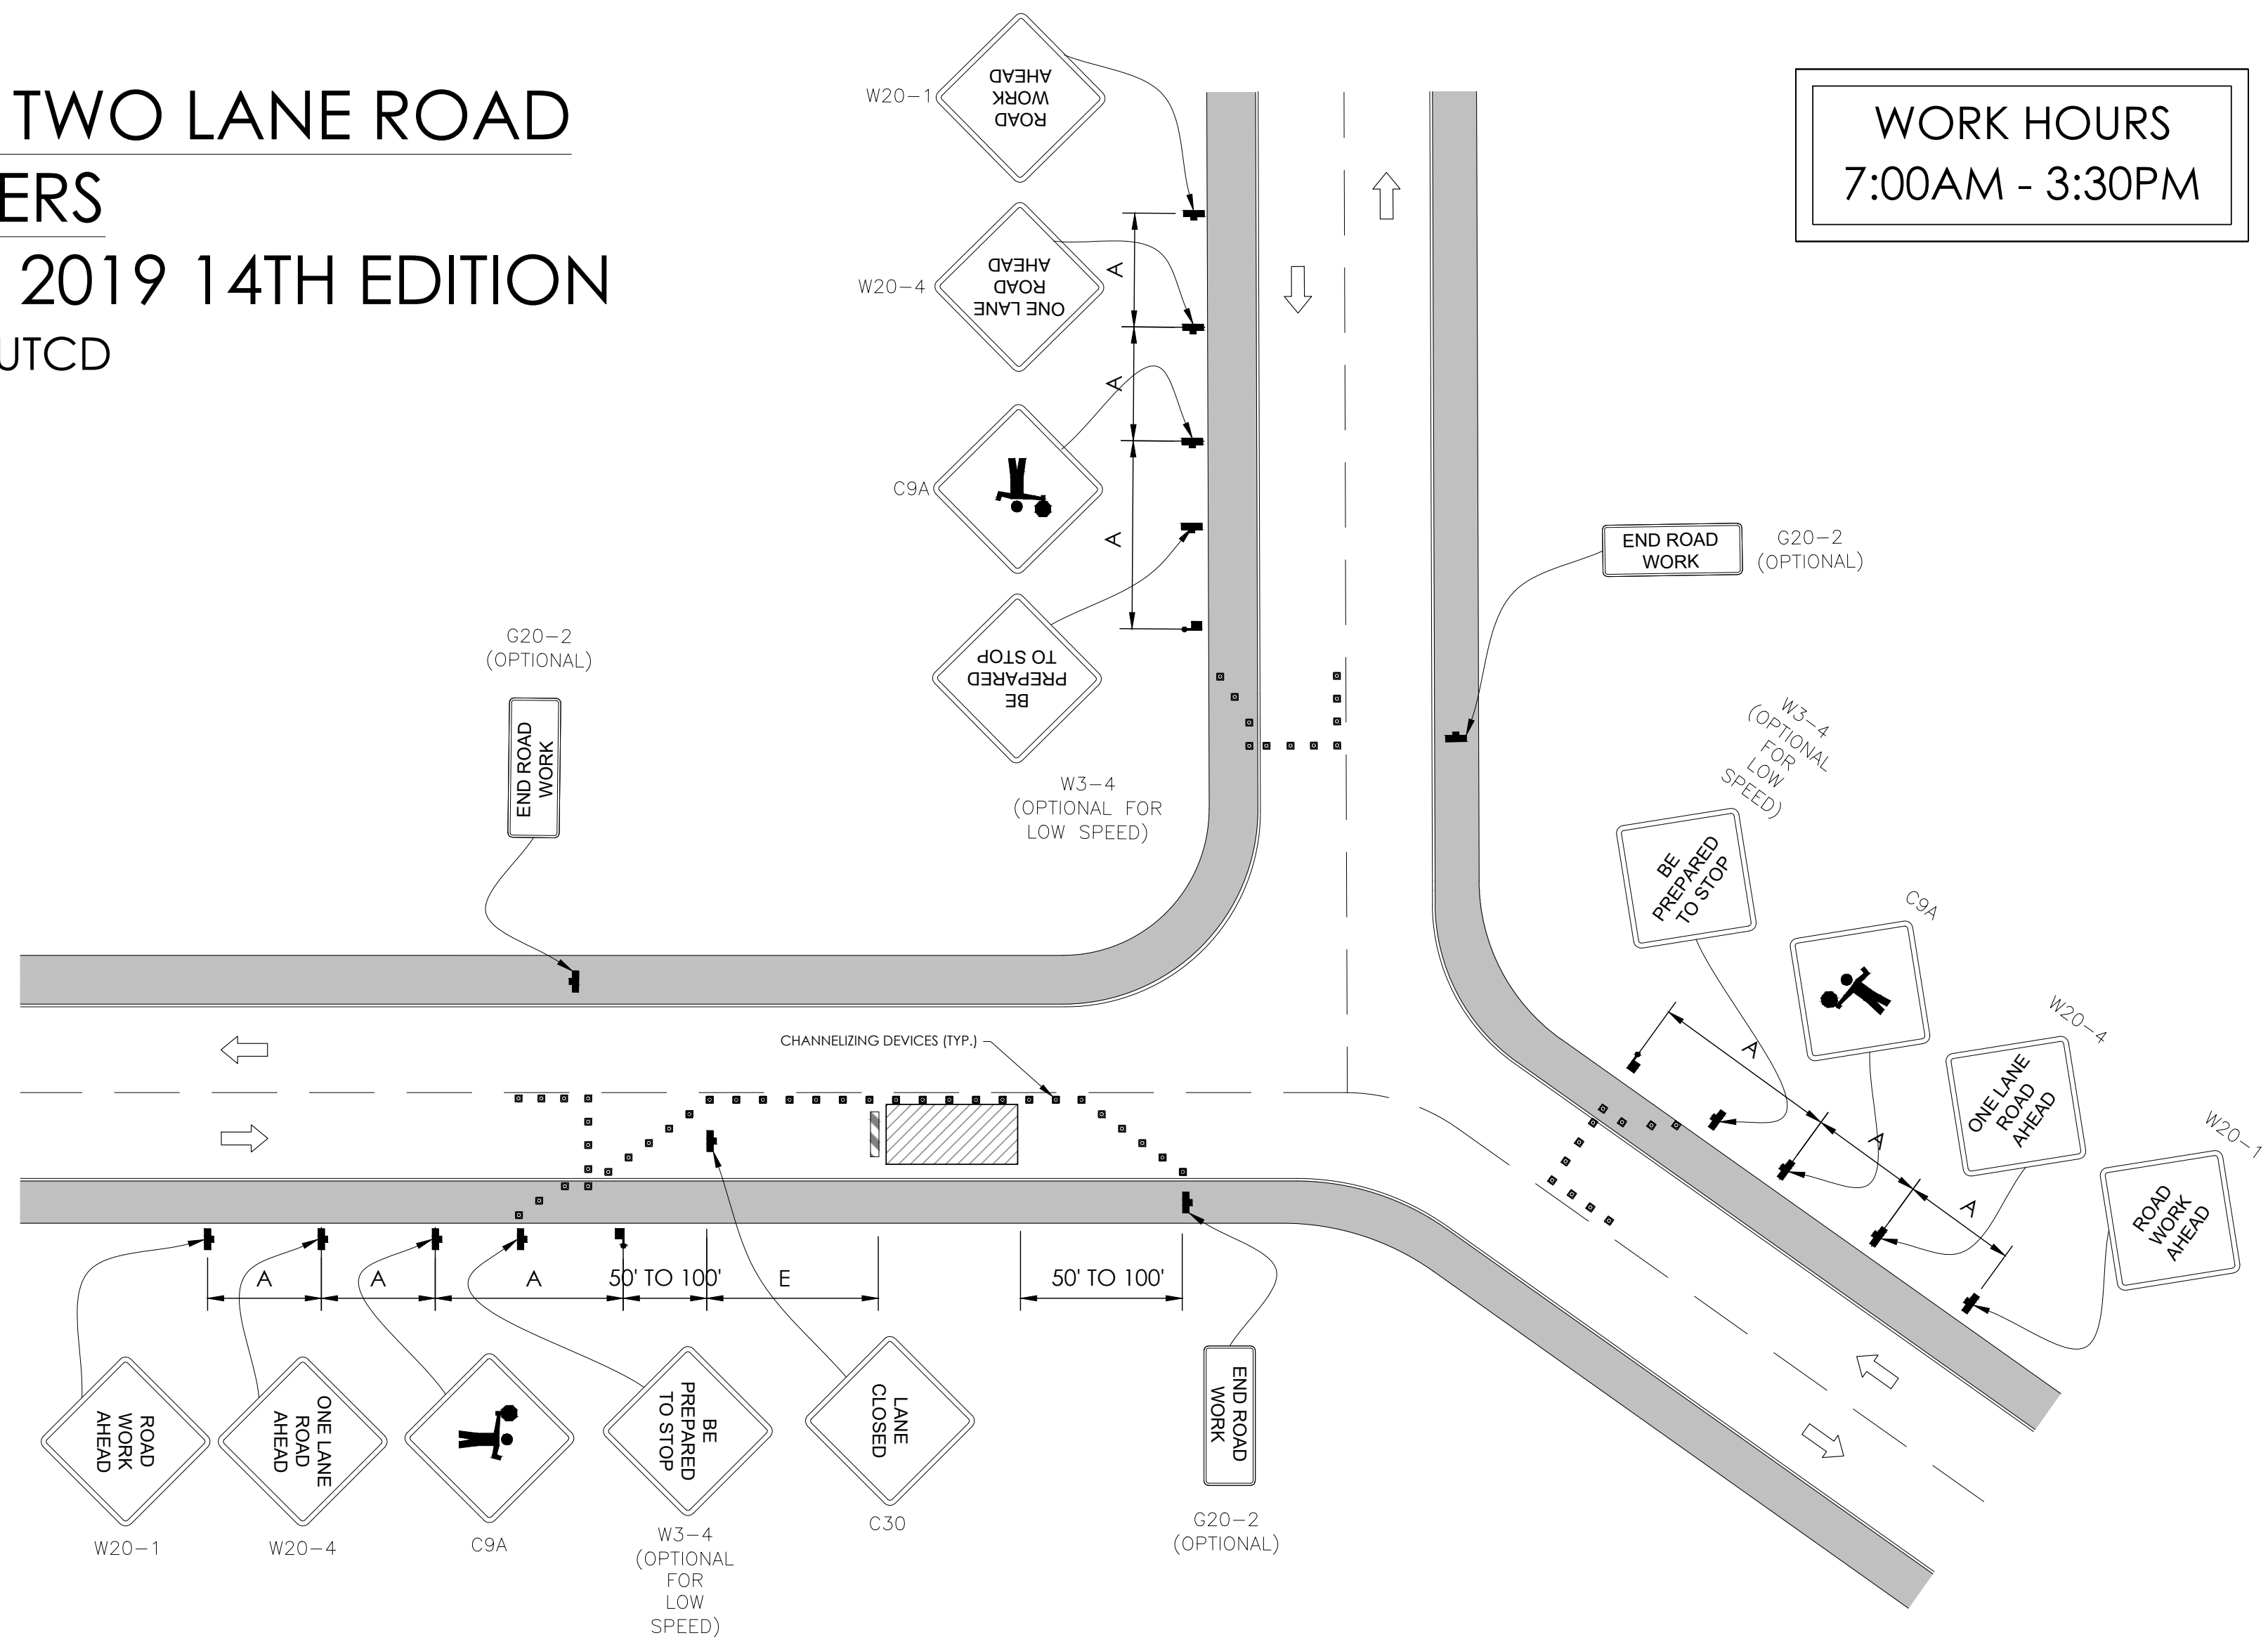 TWO LANE ROAD
ERS
2019 14TH EDITION
UTCD
WORK HOURS
7:00AM - 3:30PM
W20-1
ROAD
WORK
AHEAD
W20-4
ONE LANE
ROAD
AHEAD
A
A
A
C9A
BE
PREPARED
TO STOP
W3-4
(OPTIONAL FOR
LOW SPEED)
G20-2
(OPTIONAL)
END ROAD
WORK
END ROAD
WORK
G20-2
(OPTIONAL)
W3-4
(OPTIONAL
FOR
LOW
SPEED)
BE
PREPARED
TO STOP
C9A
W20-4
ONE LANE
ROAD
AHEAD
W20-1
ROAD
WORK
AHEAD
A
A
A
CHANNELIZING DEVICES (TYP.)
A
A
A
50' TO 100'
E
50' TO 100'
ROAD
WORK
AHEAD
W20-1
ONE LANE
ROAD
AHEAD
W20-4
C9A
BE
PREPARED
TO STOP
W3-4
(OPTIONAL
FOR
LOW
SPEED)
LANE
CLOSED
C30
END ROAD
WORK
G20-2
(OPTIONAL)